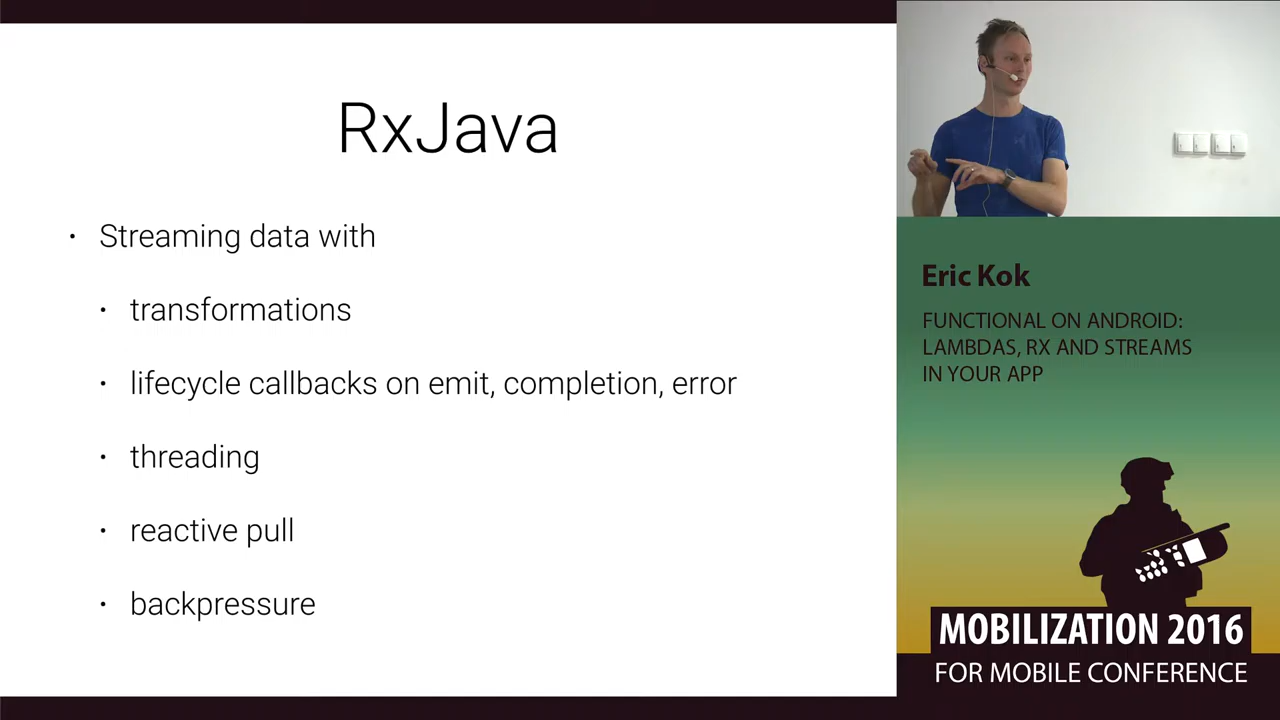 RxJava
• Streaming data with
• transformations
• lifecycle callbacks on emit, completion, error
• threading
• reactive pull
• backpressure
Eric Kok
FUNCTIONAL ON ANDROID:
LAMBDAS, RX AND STREAMS
IN YOUR APP
MOBILIZATION 2016
FOR MOBILE CONFERENCE